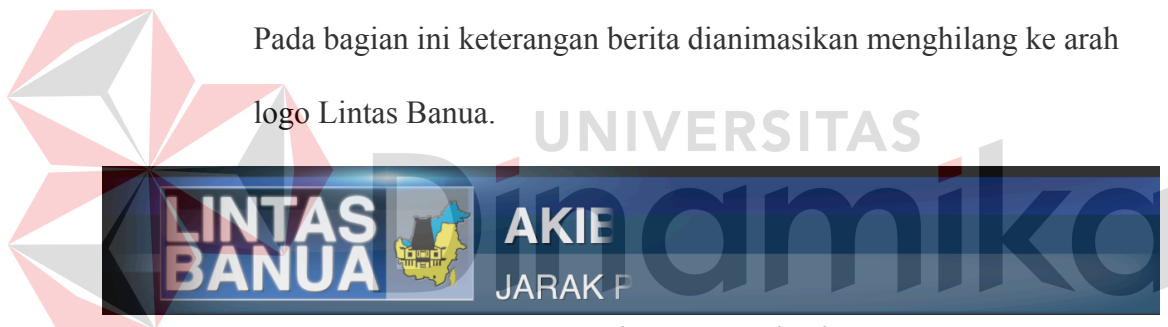 Pada bagian ini keterangan berita dianimasikan menghilang ke arah
logo Lintas Banua.
UNIVERSITAS
Dinamika
LINTAS
BANUA
AKIB
JARAK P